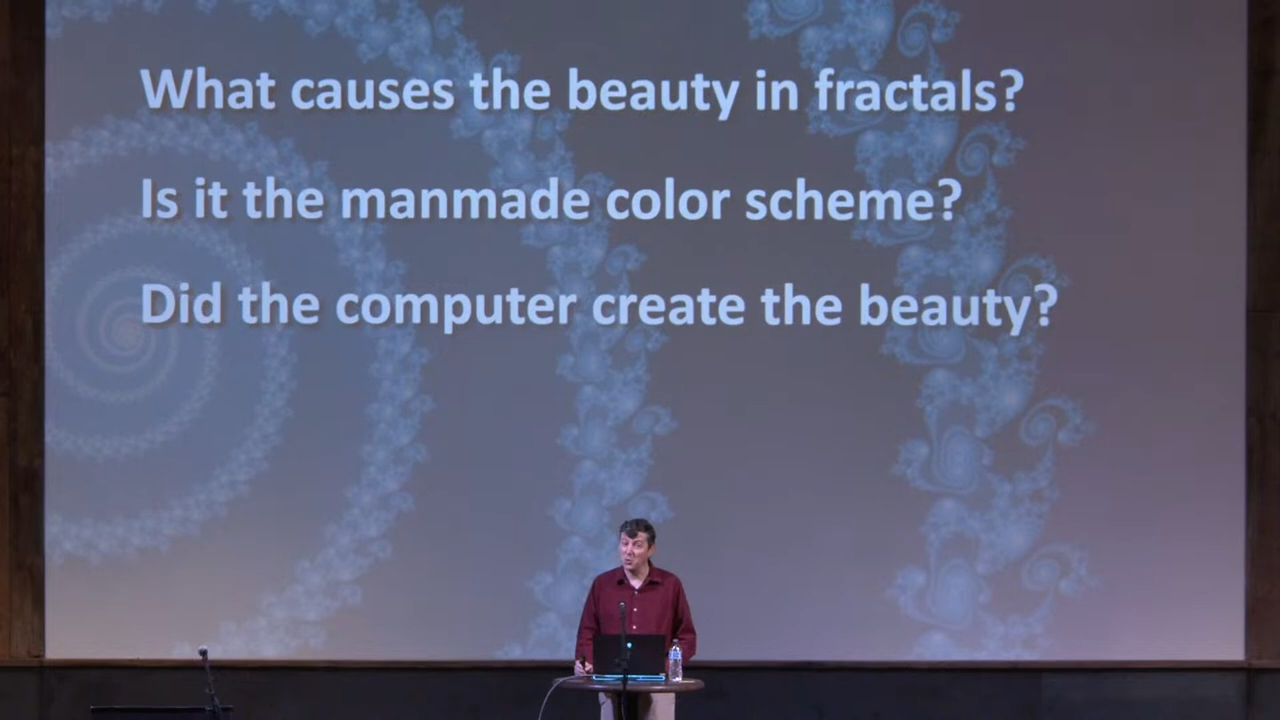 What causes the beauty in fractals?
Is it the manmade color scheme?
Did the computer create the beauty?